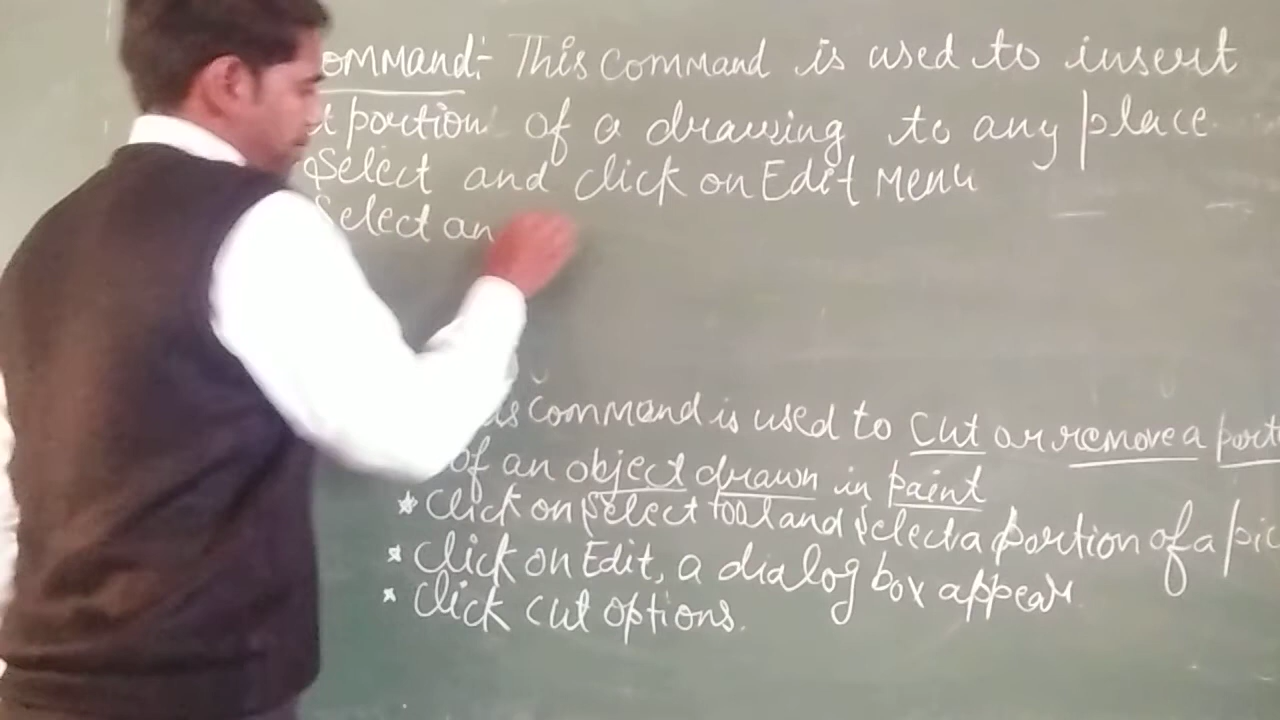 ommand:- This command is used to insert
portion of a drawing to any place.
Select and click on Edit Menu
Select an
command is used to cut or remove a port
of an object drawn in paint
* Click on Select tool and Select a portion of a pic
* Click on Edit, a dialog box appear
* Click cut options.